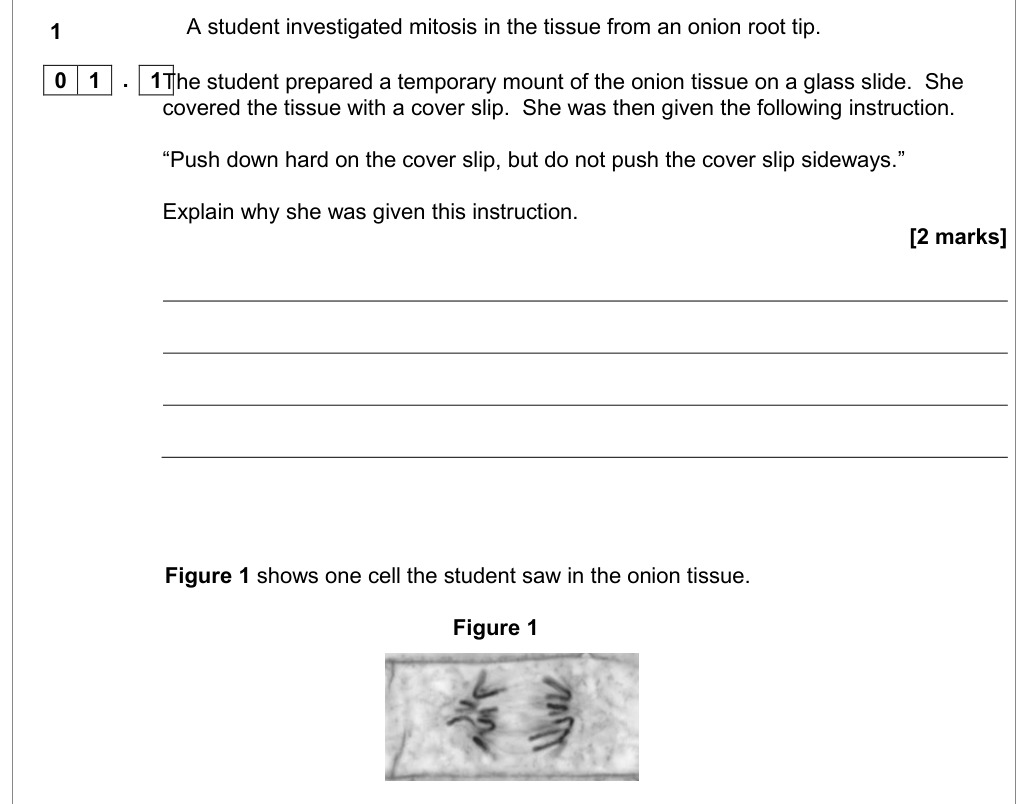 1 A student investigated mitosis in the tissue from an onion root tip.
0 1 . 1 The student prepared a temporary mount of the onion tissue on a glass slide. She
covered the tissue with a cover slip. She was then given the following instruction.
“Push down hard on the cover slip, but do not push the cover slip sideways.”
Explain why she was given this instruction.
[2 marks]
Figure 1 shows one cell the student saw in the onion tissue.
Figure 1